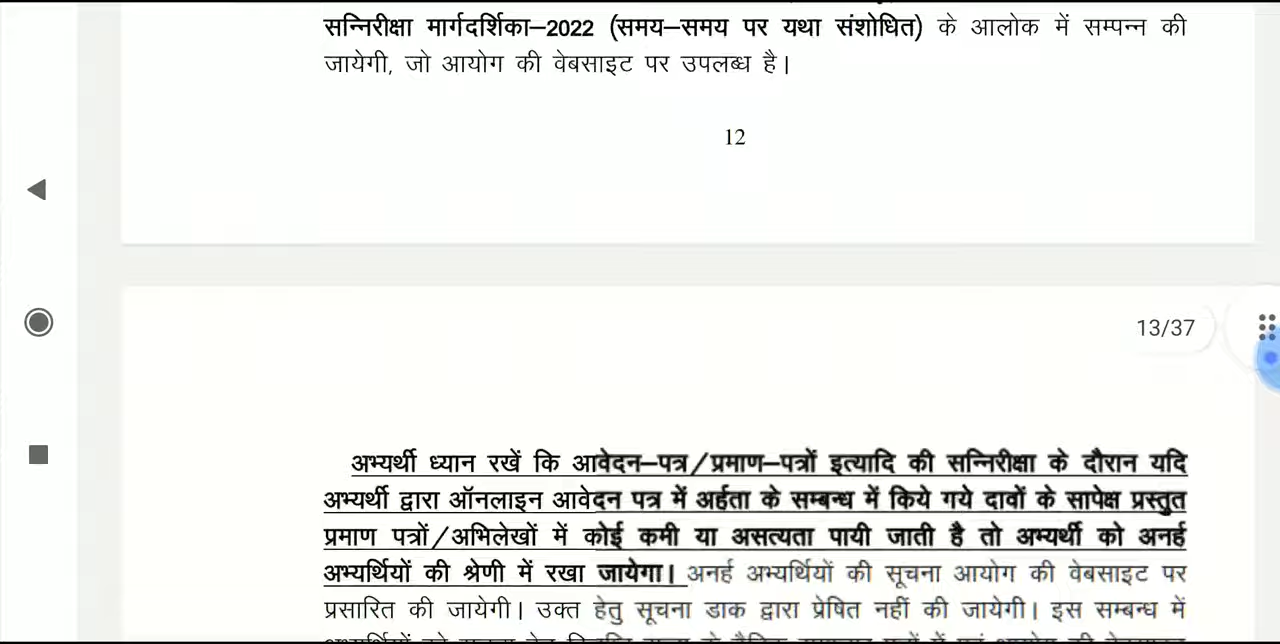 सन्निरीक्षा मार्गदर्शिका–2022 (समय–समय पर यथा संशोधित) के आलोक में सम्पन्न की
जायेगी, जो आयोग की वेबसाइट पर उपलब्ध है।
12
13/37
अभ्यर्थी ध्यान रखें कि आवेदन–पत्र/प्रमाण–पत्रों इत्यादि की सन्निरीक्षा के दौरान यदि
अभ्यर्थी द्वारा ऑनलाइन आवेदन पत्र में अर्हता के सम्बन्ध में किये गये दावों के सापेक्ष प्रस्तुत
प्रमाण पत्रों/अभिलेखों में कोई कमी या असत्यता पायी जाती है तो अभ्यर्थी को अनर्ह
अभ्यर्थियों की श्रेणी में रखा जायेगा। अनर्ह अभ्यर्थियों की सूचना आयोग की वेबसाइट पर
प्रसारित की जायेगी। उक्त हेतु सूचना डाक द्वारा प्रेषित नहीं की जायेगी। इस सम्बन्ध में